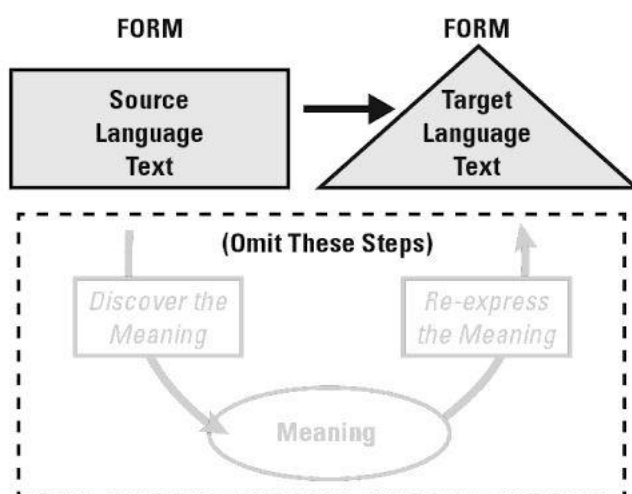 FORM
FORM
Source
Language
Text
Target
Language
Text
(Omit These Steps)
Discover the
Meaning
Re-express
the Meaning
Meaning